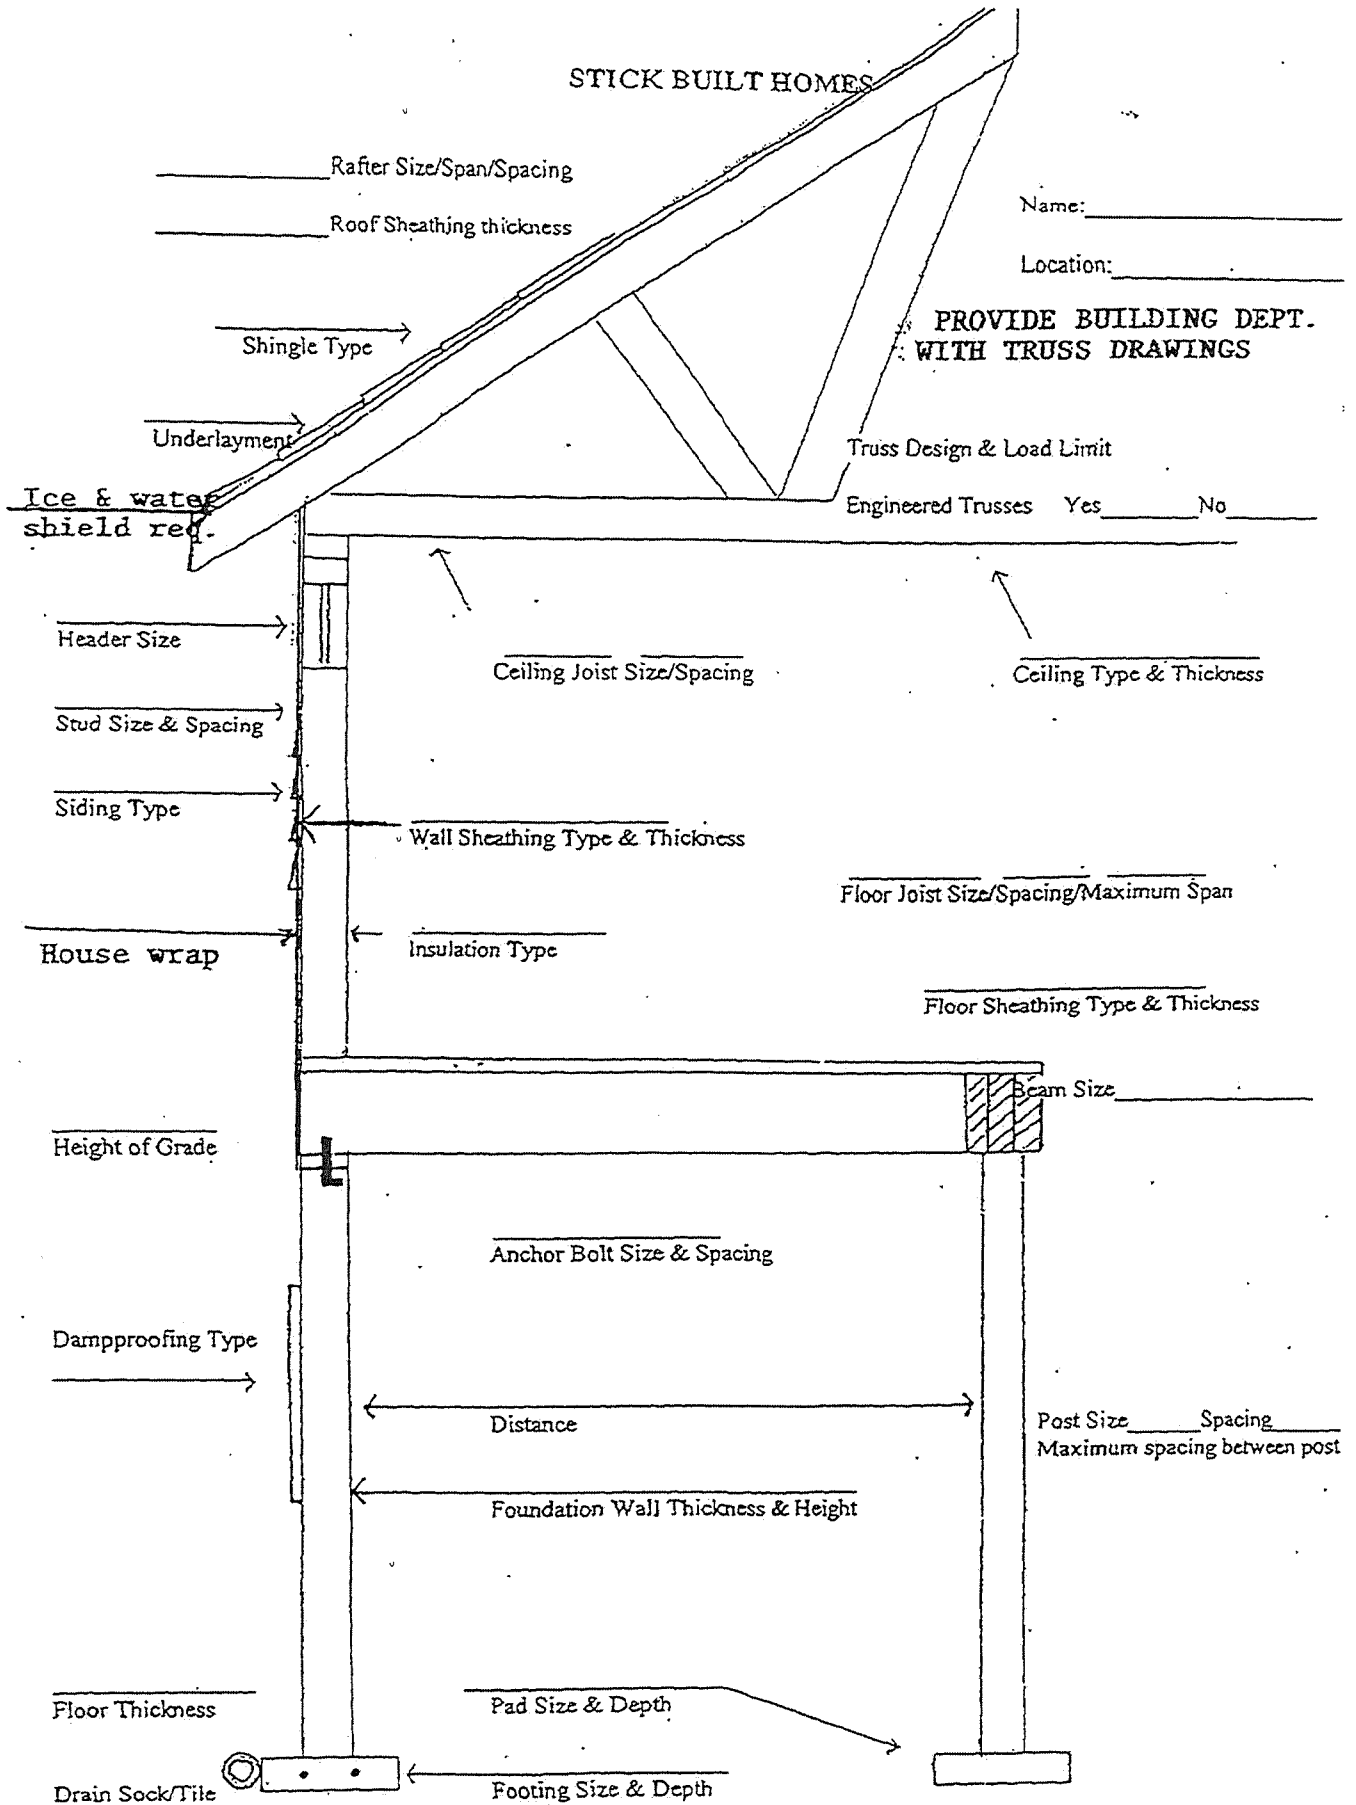 STICK BUILT HOMES
Rafter Size/Span/Spacing
Roof Sheathing thickness
Name:
Location:
PROVIDE BUILDING DEPT.
WITH TRUSS DRAWINGS
Shingle Type
Underlayment
Truss Design & Load Limit
Ice & water
shield req.
Engineered Trusses Yes No
Header Size
Ceiling Joist Size/Spacing
Ceiling Type & Thickness
Stud Size & Spacing
Siding Type
Wall Sheathing Type & Thickness
Floor Joist Size/Spacing/Maximum Span
House wrap
Insulation Type
Floor Sheathing Type & Thickness
Beam Size
Height of Grade
Anchor Bolt Size & Spacing
Dampproofing Type
Distance
Post Size Spacing
Maximum spacing between post
Foundation Wall Thickness & Height
Floor Thickness
Pad Size & Depth
Drain Sock/Tile
Footing Size & Depth